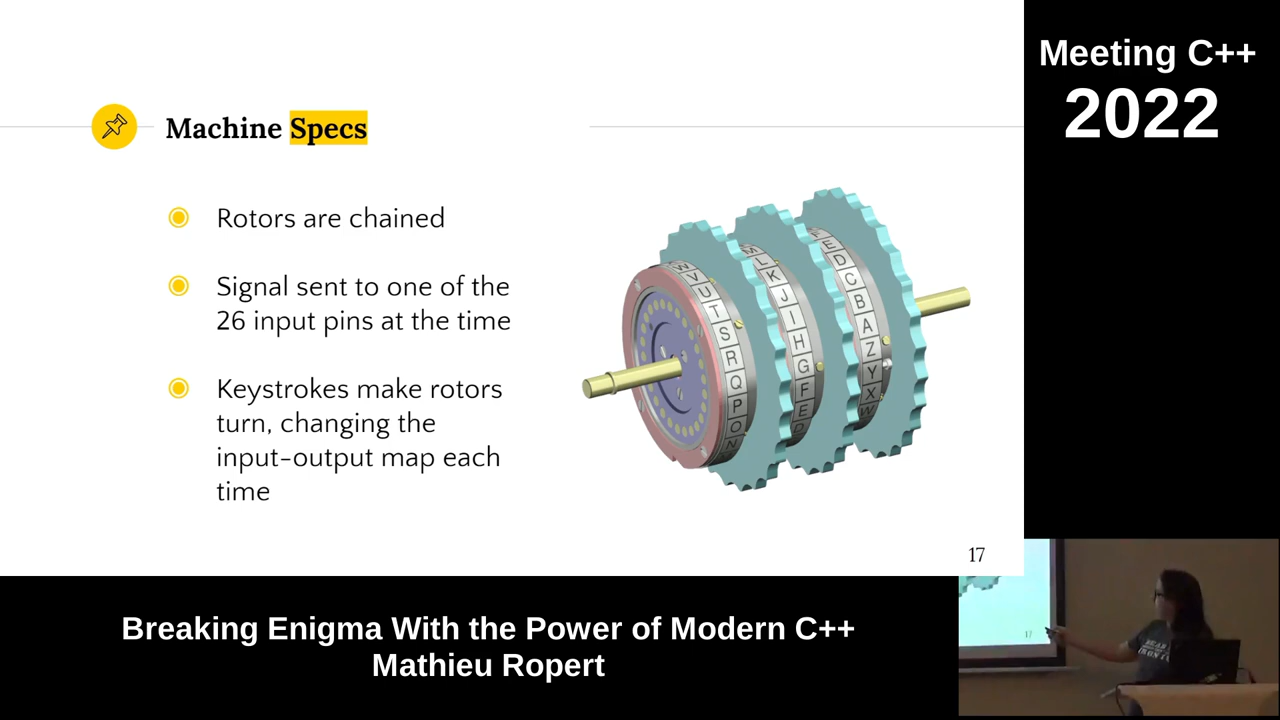 Machine Specs
Rotors are chained
Signal sent to one of the
26 input pins at the time
Keystrokes make rotors
turn, changing the
input-output map each
time
W V U T S R Q P O N
M L K J I H G F E D
F E D C B A Z Y X W
17
Meeting C++
2022
Breaking Enigma With the Power of Modern C++
Mathieu Ropert
17